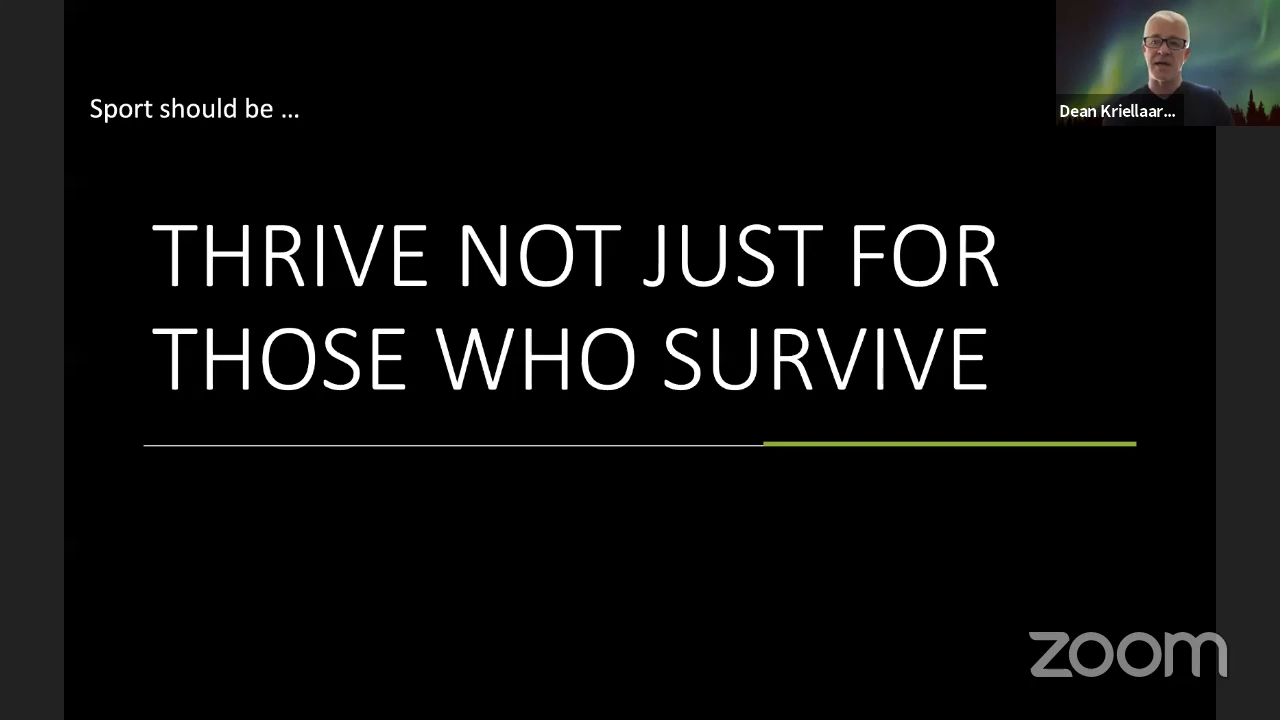 Sport should be ...
Dean Kriellaar...
THRIVE NOT JUST FOR
THOSE WHO SURVIVE
zoom